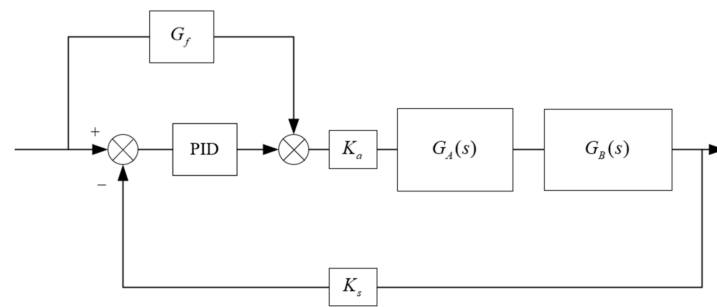 G_f
+
PID
K_a
G_A(s)
G_B(s)
−
K_s